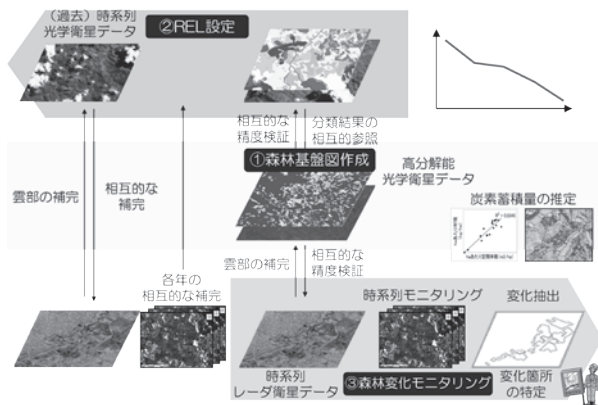 （過去）時系列
光学衛星データ
②REL設定
相互的な
精度検証
分類結果の
相互的参照
①森林基盤図作成
高分解能
光学衛星データ
雲部の補完
相互的な
補完
炭素蓄積量の推定
雲部の補完
相互的な
精度検証
各年の
相互的な補完
時系列モニタリング
変化抽出
時系列
レーダ衛星データ
③森林変化モニタリング
変化箇所
の特定